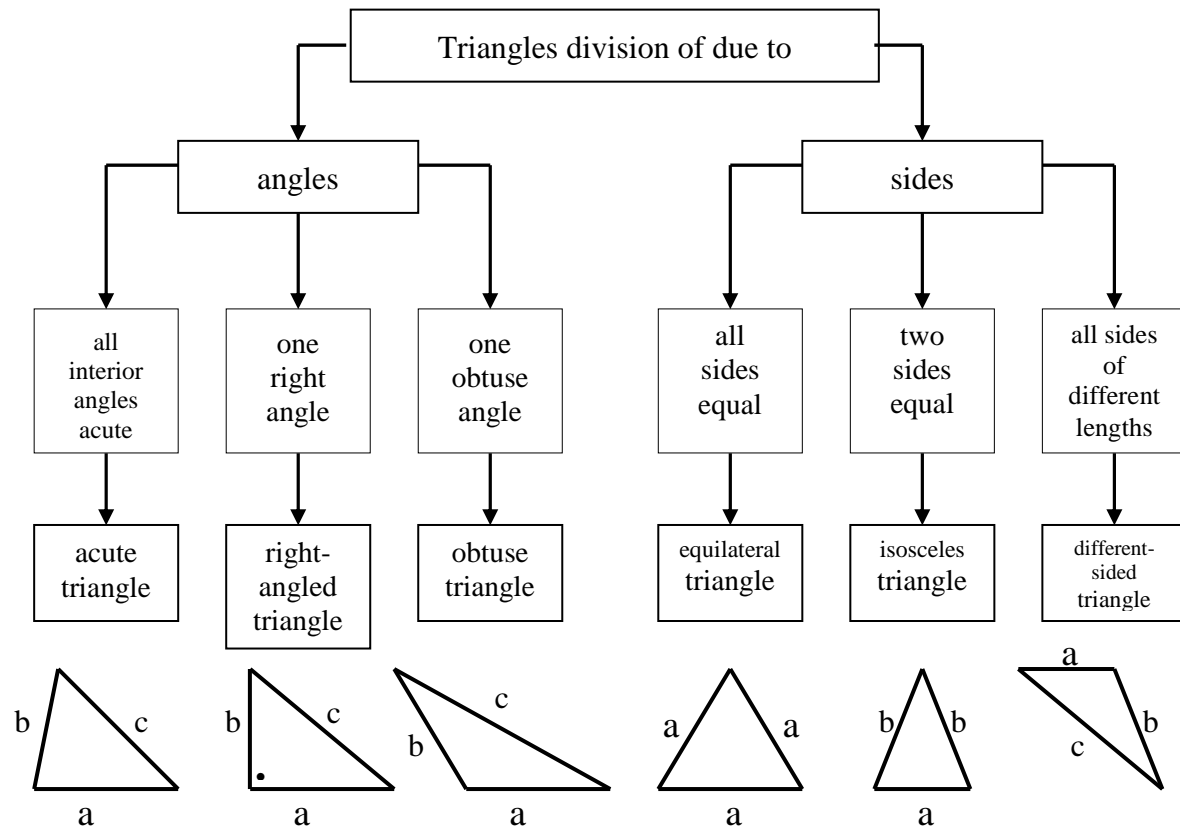 Triangles division of due to
angles
sides
all
interior
angles
acute
one
right
angle
one
obtuse
angle
all
sides
equal
two
sides
equal
all sides
of
different
lengths
acute
triangle
right-
angled
triangle
obtuse
triangle
equilateral
triangle
isosceles
triangle
different-
sided
triangle
b
c
a
b
c
a
c
b
a
a
a
a
b
b
a
a
b
c